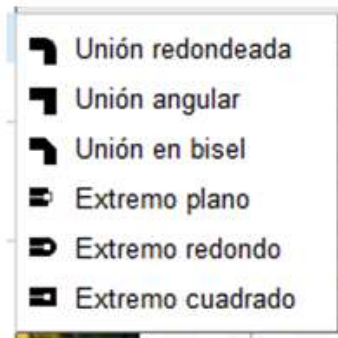 Unión redondeada
Unión angular
Unión en bisel
Extremo plano
Extremo redondo
Extremo cuadrado